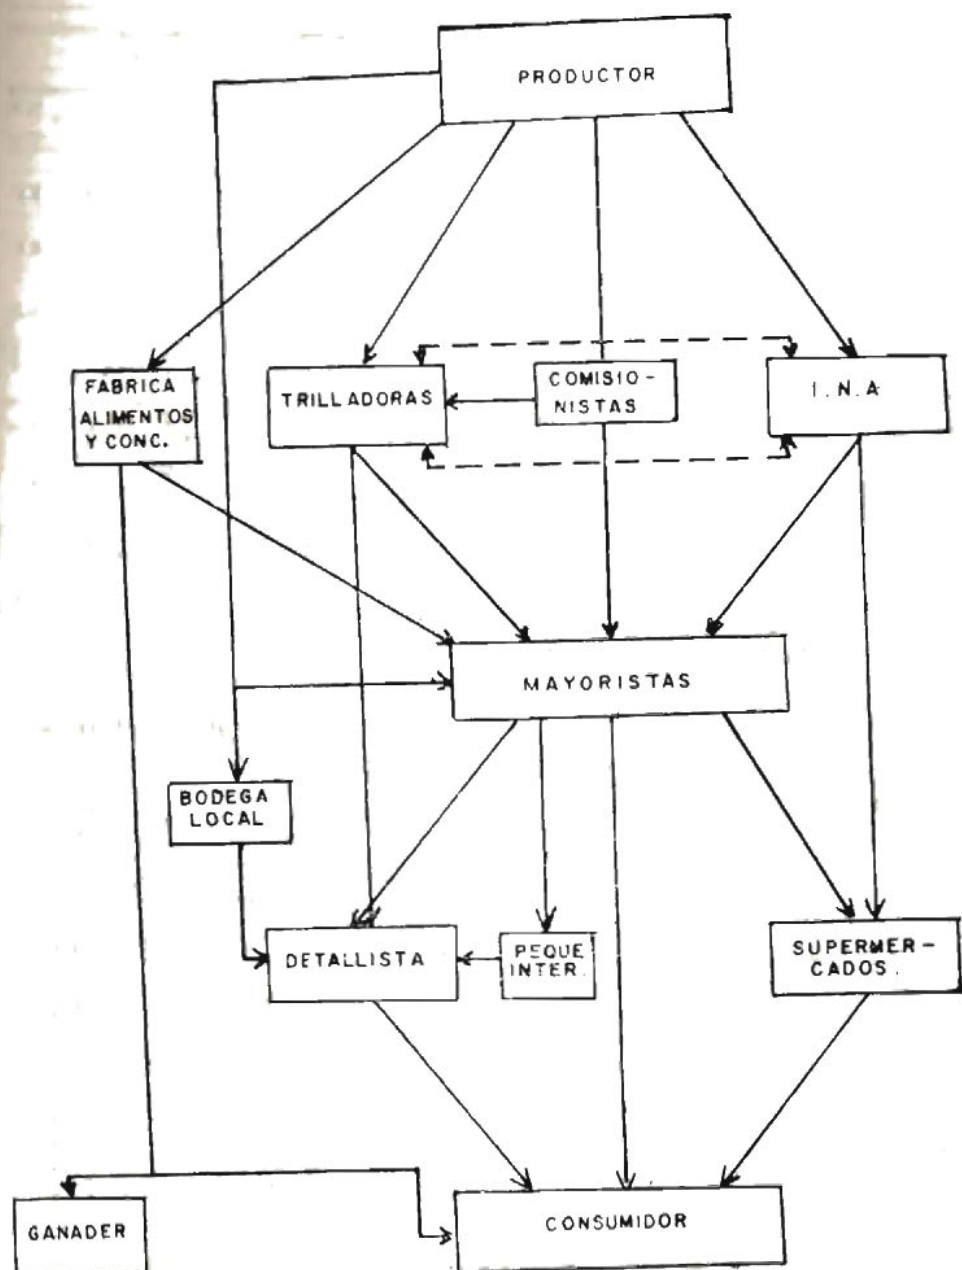 PRODUCTOR
FABRICA
ALIMENTOS
Y CONC.
TRILLADORAS
COMISIO-
NISTAS
I.N.A
MAYORISTAS
BODEGA
LOCAL
DETALLISTA
PEQUE
INTER.
SUPERMER-
CADOS.
GANADER
CONSUMIDOR